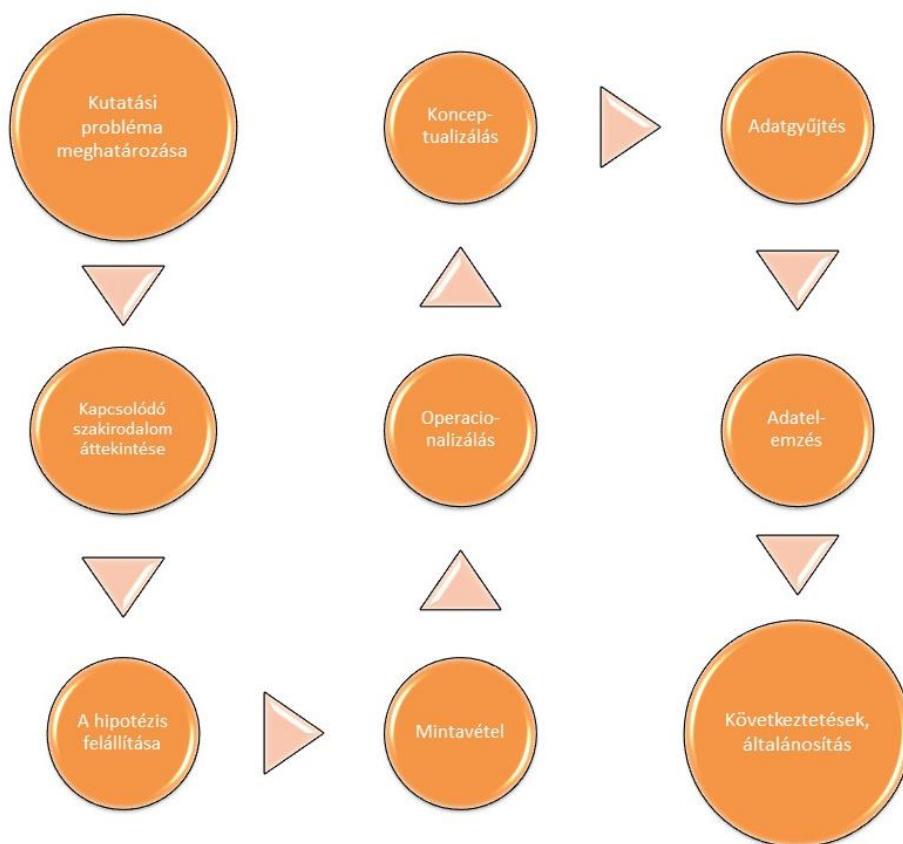 Kutatási
probléma
meghatározása
Kapcsolódó
szakirodalom
áttekintése
A hipotézis
felállítása
Mintavétel
Operacio-
nalizálás
Koncep-
tualizálás
Adatgyűjtés
Adatel-
emzés
Következtetések,
általánosítás